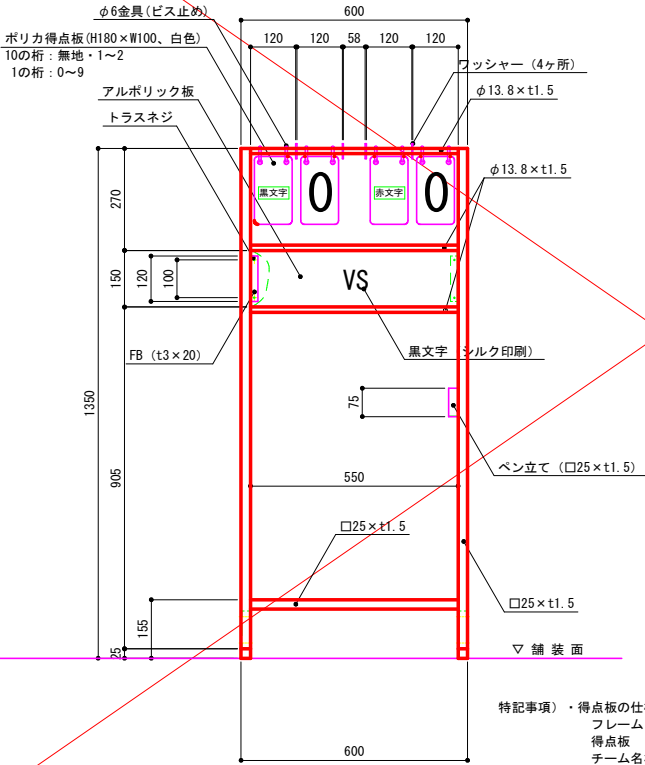 φ6金具(ビス止め)
600
ポリカ得点板(H180×W100、白色)
10の桁：無地・1~2
1の桁：0~9
120
120
58
120
120
ワッシャー (4ヶ所)
アルポリック板
φ13.8×t1.5
トラスネジ
φ13.8×t1.5
270
黒文字
0
赤文字
0
150
120
100
VS
FB (t3×20)
黒文字 シルク印刷)
1350
75
905
ペン立て (□25×t1.5)
550
□25×t1.5
□25×t1.5
155
25
▽ 舗 装 面
特記事項) ・得点板の仕
フレーム
得点板
チーム名
600